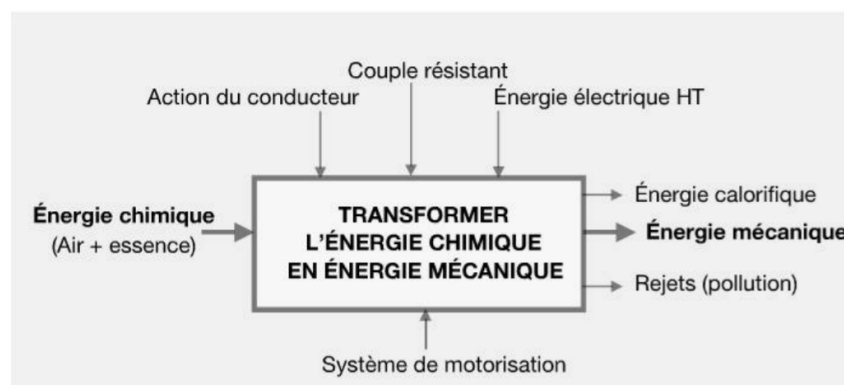 Couple résistant
Action du conducteur
Énergie électrique HT
Énergie chimique
(Air + essence)
TRANSFORMER
L'ÉNERGIE CHIMIQUE
EN ÉNERGIE MÉCANIQUE
Énergie calorifique
Énergie mécanique
Rejets (pollution)
Système de motorisation